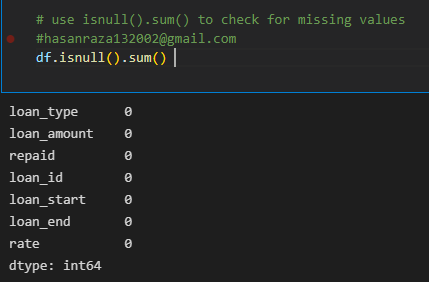 # use isnull().sum() to check for missing values
#hasanraza132002@gmail.com
df.isnull().sum()
loan_type 0
loan_amount 0
repaid 0
loan_id 0
loan_start 0
loan_end 0
rate 0
dtype: int64